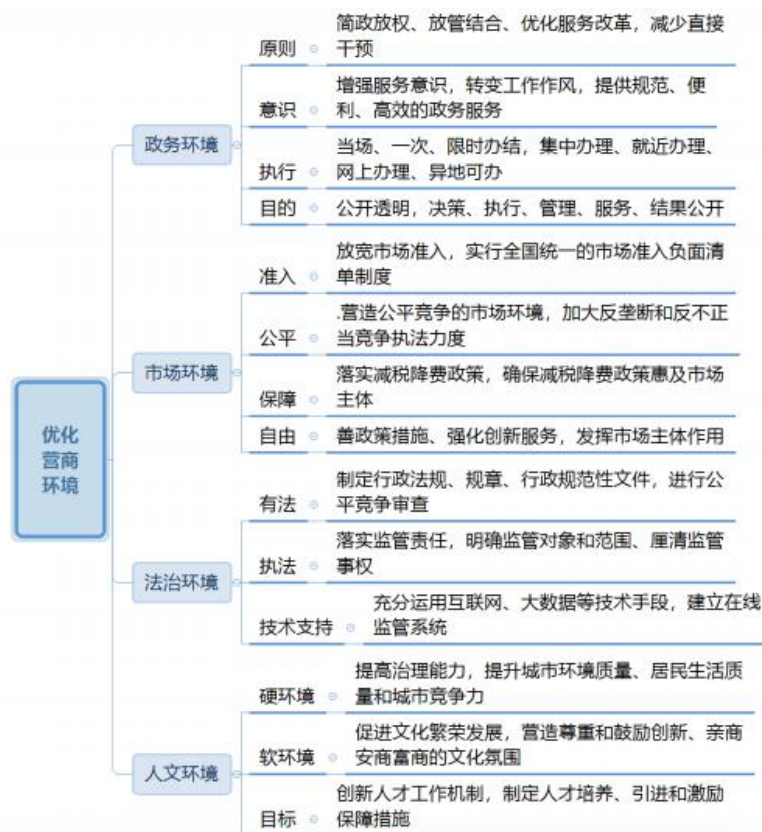 优化
营商
环境
政务环境
原则
简政放权、放管结合、优化服务改革，减少直接
干预
意识
增强服务意识，转变工作作风，提供规范、便
利、高效的政务服务
执行
当场、一次、限时办结，集中办理、就近办理、
网上办理、异地可办
目的
公开透明，决策、执行、管理、服务、结果公开
市场环境
准入
放宽市场准入，实行全国统一的市场准入负面清
单制度
公平
.营造公平竞争的市场环境，加大反垄断和反不正
当竞争执法力度
保障
落实减税降费政策，确保减税降费政策惠及市场
主体
自由
善政策措施、强化创新服务，发挥市场主体作用
法治环境
有法
制定行政法规、规章、行政规范性文件，进行公
平竞争审查
执法
落实监管责任，明确监管对象和范围、厘清监管
事权
技术支持
充分运用互联网、大数据等技术手段，建立在线
监管系统
人文环境
硬环境
提高治理能力，提升城市环境质量、居民生活质
量和城市竞争力
软环境
促进文化繁荣发展，营造尊重和鼓励创新、亲商
安商富商的文化氛围
目标
创新人才工作机制，制定人才培养、引进和激励
保障措施